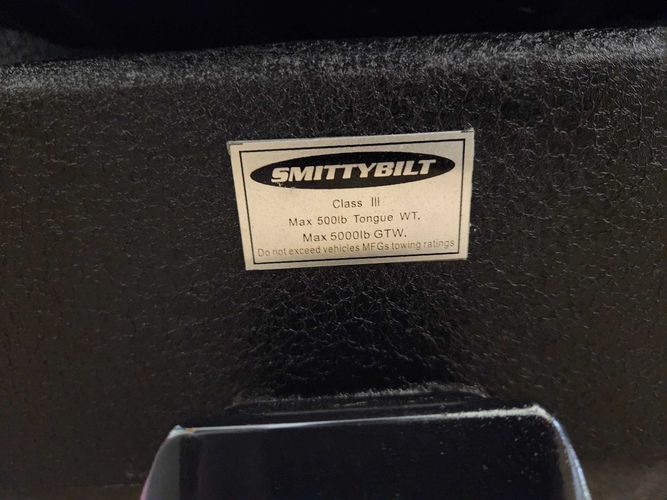 SMITTYBILT
Class III
Max 500lb Tongue WT.
Max 5000lb GTW.
Do not exceed vehicles MFGs towing ratings